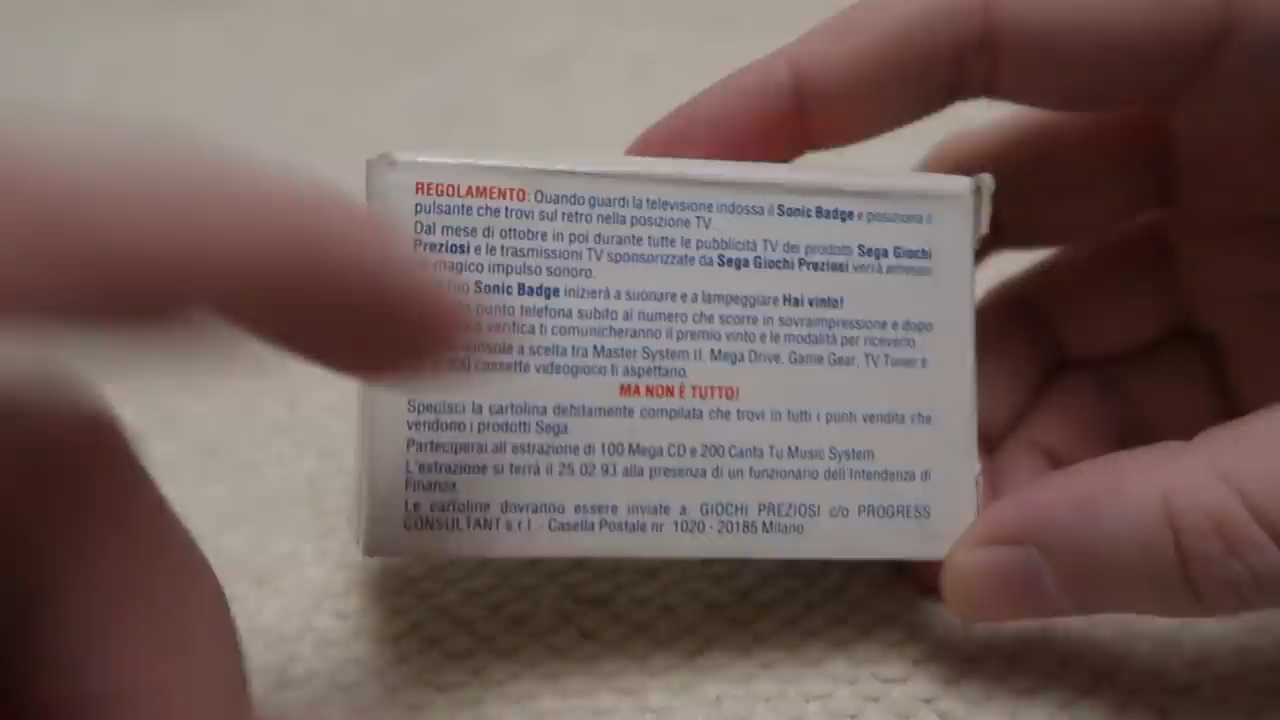 REGOLAMENTO: Quando guardi la televisione indossa il Sonic Badge e posiziona il
pulsante che trovi sul retro nella posizione TV.
Dal mese di ottobre in poi durante tutte le pubblicità TV dei prodotti Sega Giochi
Preziosi e le trasmissioni TV sponsorizzate da Sega Giochi Preziosi verrà emesso
magico impulso sonoro.
Sonic Badge inizierà a suonare e a lampeggiare Hai vinto!
punto telefona subito al numero che scorre in sovraimpressione e dopo
verifica ti comunicheranno il premio vinto e le modalità per riceverlo.
a scelta tra Master System II, Mega Drive, Game Gear, TV Tuner e
cassette videogioco ti aspettano.
MA NON È TUTTO!
Spedisci la cartolina debitamente compilata che trovi in tutti i punti vendita che
vendono i prodotti Sega.
Parteciperai all'estrazione di 100 Mega CD e 200 Canta Tu Music System.
L'estrazione si terrà il 25.02.93 alla presenza di un funzionario dell'Intendenza di
Finanza.
Le cartoline dovranno essere inviate a: GIOCHI PREZIOSI c/o PROGRESS
CONSULTANT s.r.l. - Casella Postale nr. 1020 - 20185 Milano